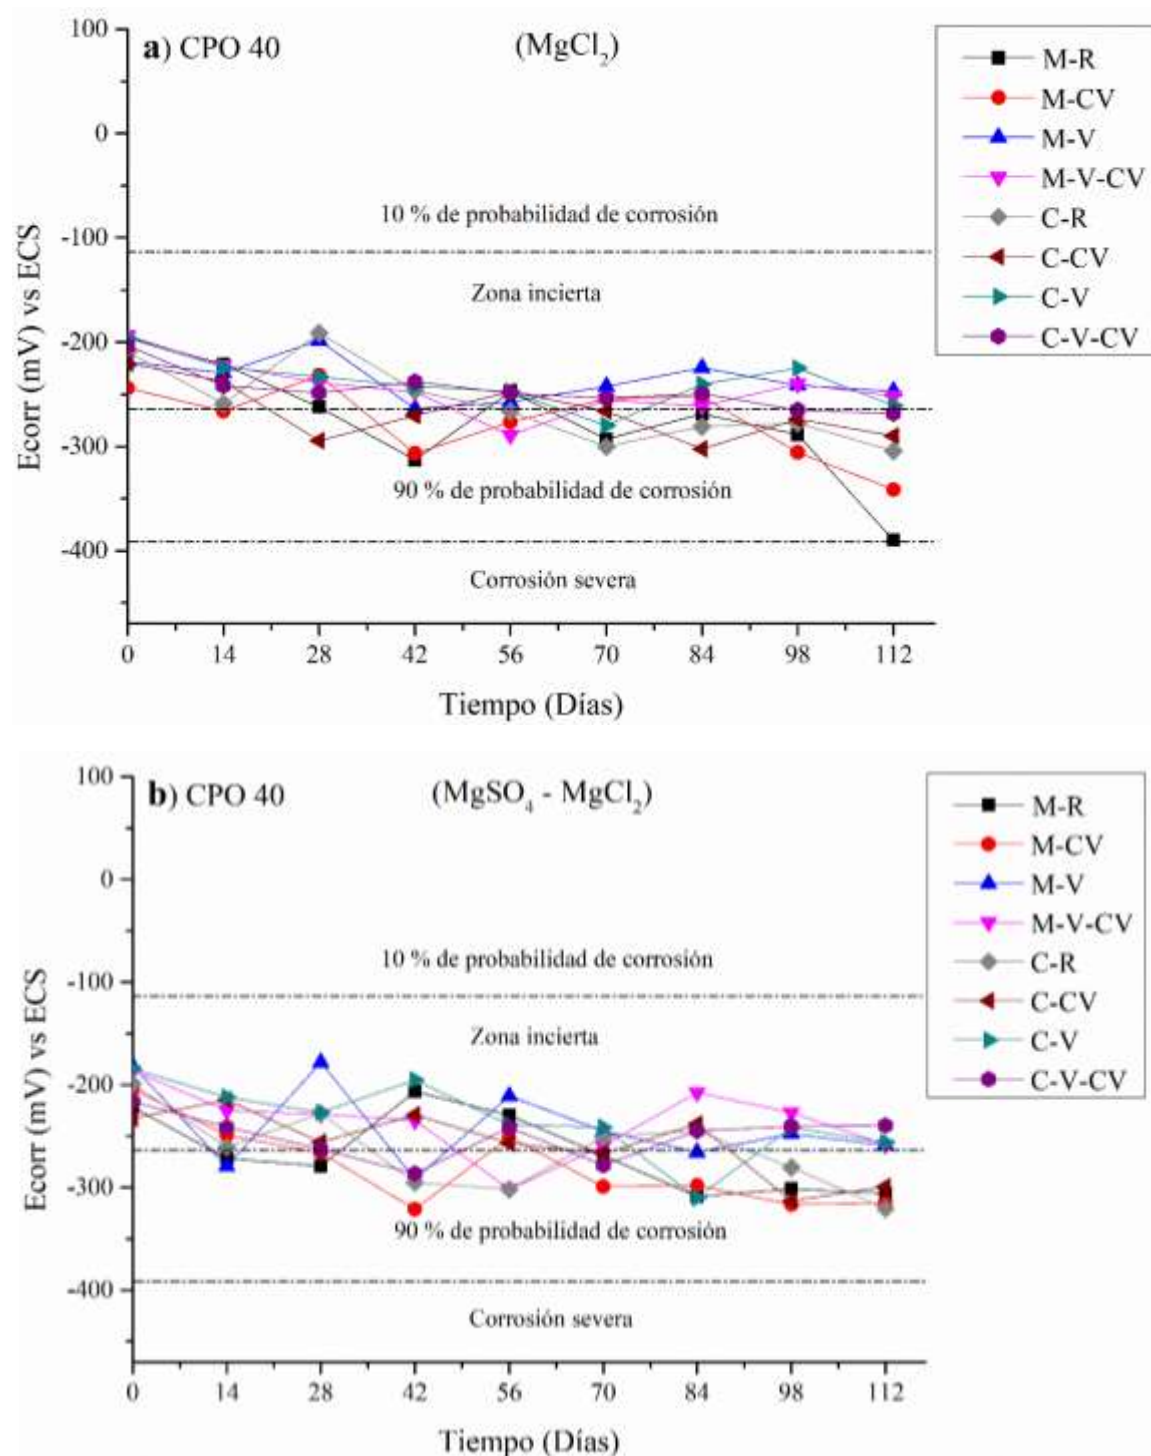 a) CPO 40 (MgCl₂)
M-R
M-CV
M-V
M-V-CV
C-R
C-CV
C-V
C-V-CV
100
0
-100
-200
-300
-400
Ecorr (mV) vs ECS
10 % de probabilidad de corrosión
Zona incierta
90 % de probabilidad de corrosión
Corrosión severa
0 14 28 42 56 70 84 98 112
Tiempo (Días)
b) CPO 40 (MgSO₄ - MgCl₂)
M-R
M-CV
M-V
M-V-CV
C-R
C-CV
C-V
C-V-CV
100
0
-100
-200
-300
-400
Ecorr (mV) vs ECS
10 % de probabilidad de corrosión
Zona incierta
90 % de probabilidad de corrosión
Corrosión severa
0 14 28 42 56 70 84 98 112
Tiempo (Días)